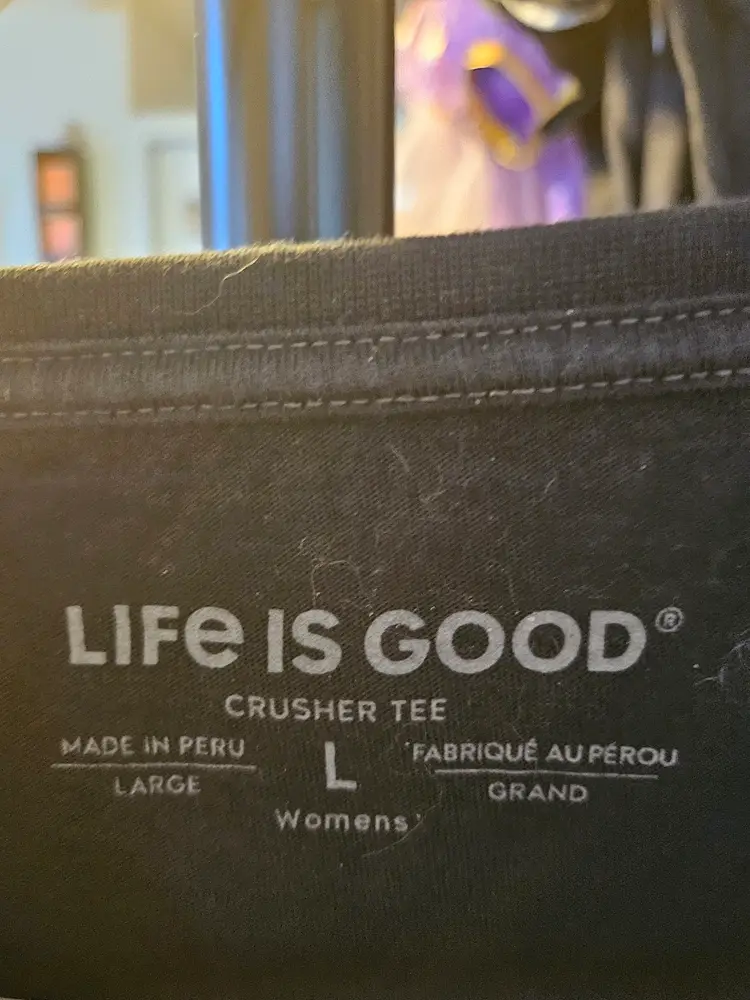 LIFe IS GOOD®
CRUSHER TEE
MADE IN PERU
LARGE
L
FABRIQUÉ AU PÉROU
GRAND
Womens